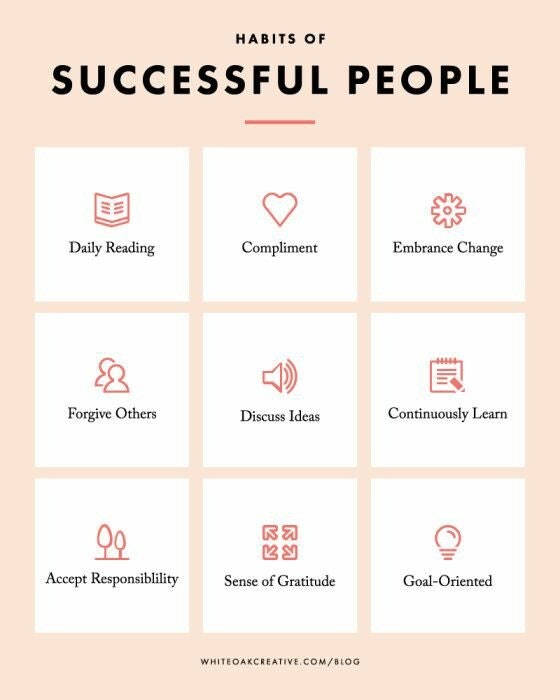 HABITS OF
SUCCESSFUL PEOPLE
Daily Reading
Compliment
Embrance Change
Forgive Others
Discuss Ideas
Continuously Learn
Accept Responsiblility
Sense of Gratitude
Goal-Oriented
WHITEOAKCREATIVE.COM/BLOG